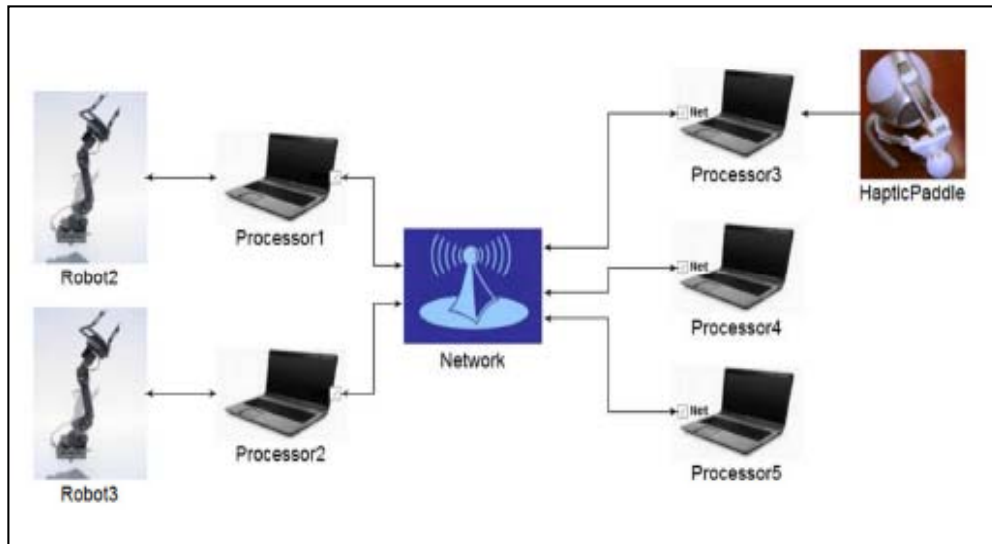 Robot2
Processor1
Robot3
Processor2
Network
Net
Processor3
HapticPaddle
Net
Processor4
Net
Processor5